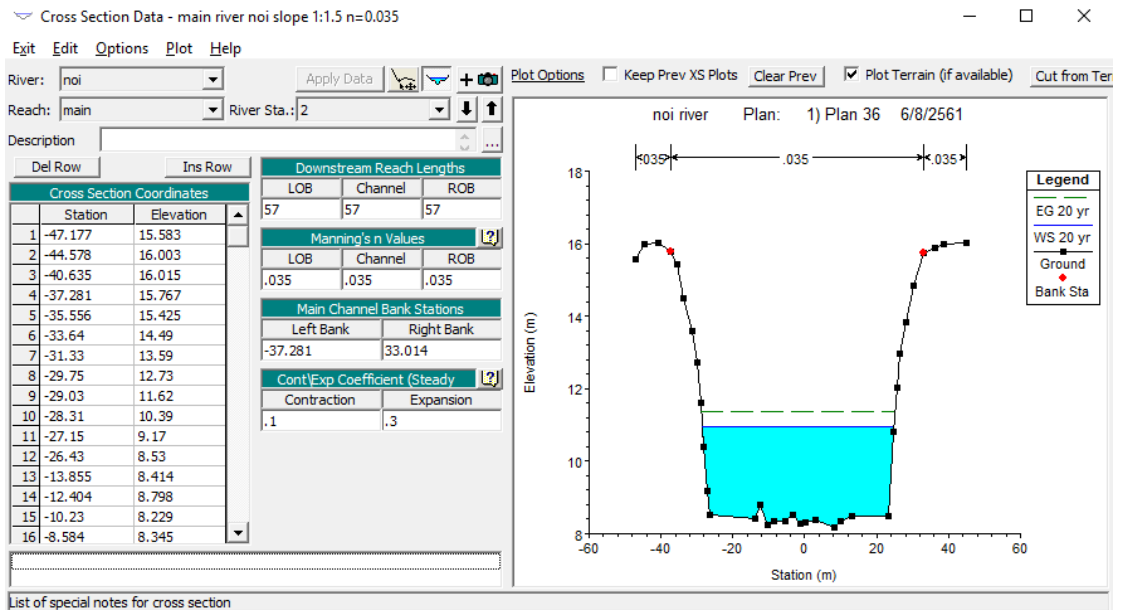 Cross Section Data - main river noi slope 1:1.5 n=0.035
Exit Edit Options Plot Help
River: noi Apply Data
Reach: main River Sta.: 2
Description ...
Del Row Ins Row
Cross Section Coordinates
Station Elevation
1 -47.177 15.583
2 -44.578 16.003
3 -40.635 16.015
4 -37.281 15.767
5 -35.556 15.425
6 -33.64 14.49
7 -31.33 13.59
8 -29.75 12.73
9 -29.03 11.62
10 -28.31 10.39
11 -27.15 9.17
12 -26.43 8.53
13 -13.855 8.414
14 -12.404 8.798
15 -10.23 8.229
16 -8.584 8.345
Downstream Reach Lengths
LOB Channel ROB
57 57 57
Manning's n Values
LOB Channel ROB
.035 .035 .035
Main Channel Bank Stations
Left Bank Right Bank
-37.281 33.014
Cont\Exp Coefficient (Steady
Contraction Expansion
.1 .3
Plot Options Keep Prev XS Plots Clear Prev Plot Terrain (if available) Cut from Ter
noi river Plan: 1) Plan 36 6/8/2561
.035 .035 .035
18
16
14
12
10
8
Elevation (m)
-60 -40 -20 0 20 40 60
Station (m)
Legend
EG 20 yr
WS 20 yr
Ground
Bank Sta
List of special notes for cross section